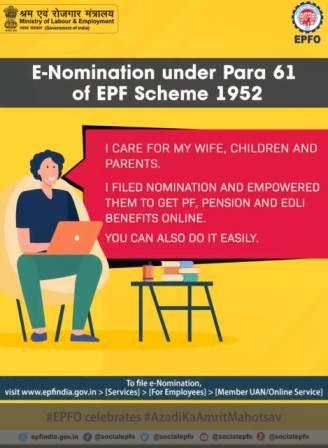 श्रम एवं रोजगार मंत्रालय
Ministry of Labour & Employment
भारत सरकार (Government of India)
EPFO
E-Nomination under Para 61
of EPF Scheme 1952
I CARE FOR MY WIFE, CHILDREN AND
PARENTS.
I FILED NOMINATION AND EMPOWERED
THEM TO GET PF, PENSION AND EDLI
BENEFITS ONLINE.
YOU CAN ALSO DO IT EASILY.
To file e-Nomination,
visit www.epfindia.gov.in > [Services] > [For Employees] > [Member UAN/Online Service]
#EPFO celebrates #AzadiKaAmritMahotsav
epfindia.gov.in @socialepfo @socialepfo @socialepfo @socialepfo